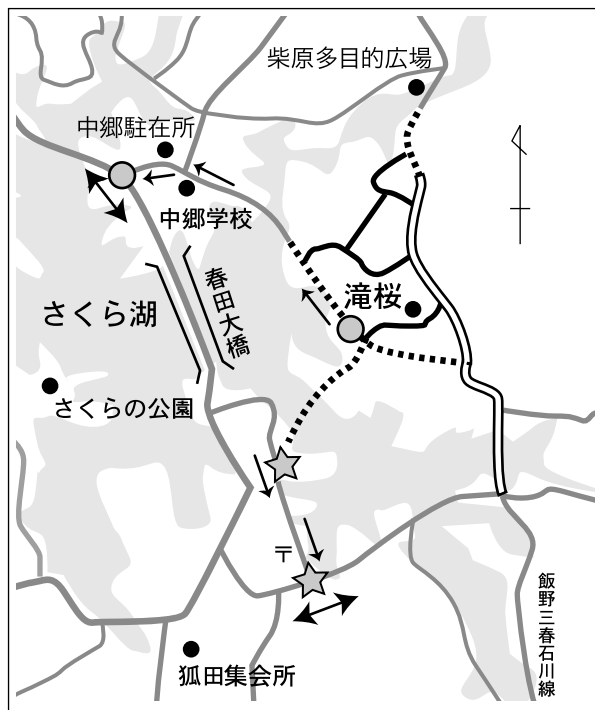 柴原多目的広場
中郷駐在所
中郷学校
滝桜
春田大橋
さくら湖
さくらの公園
〒
飯野三春石川線
狐田集会所